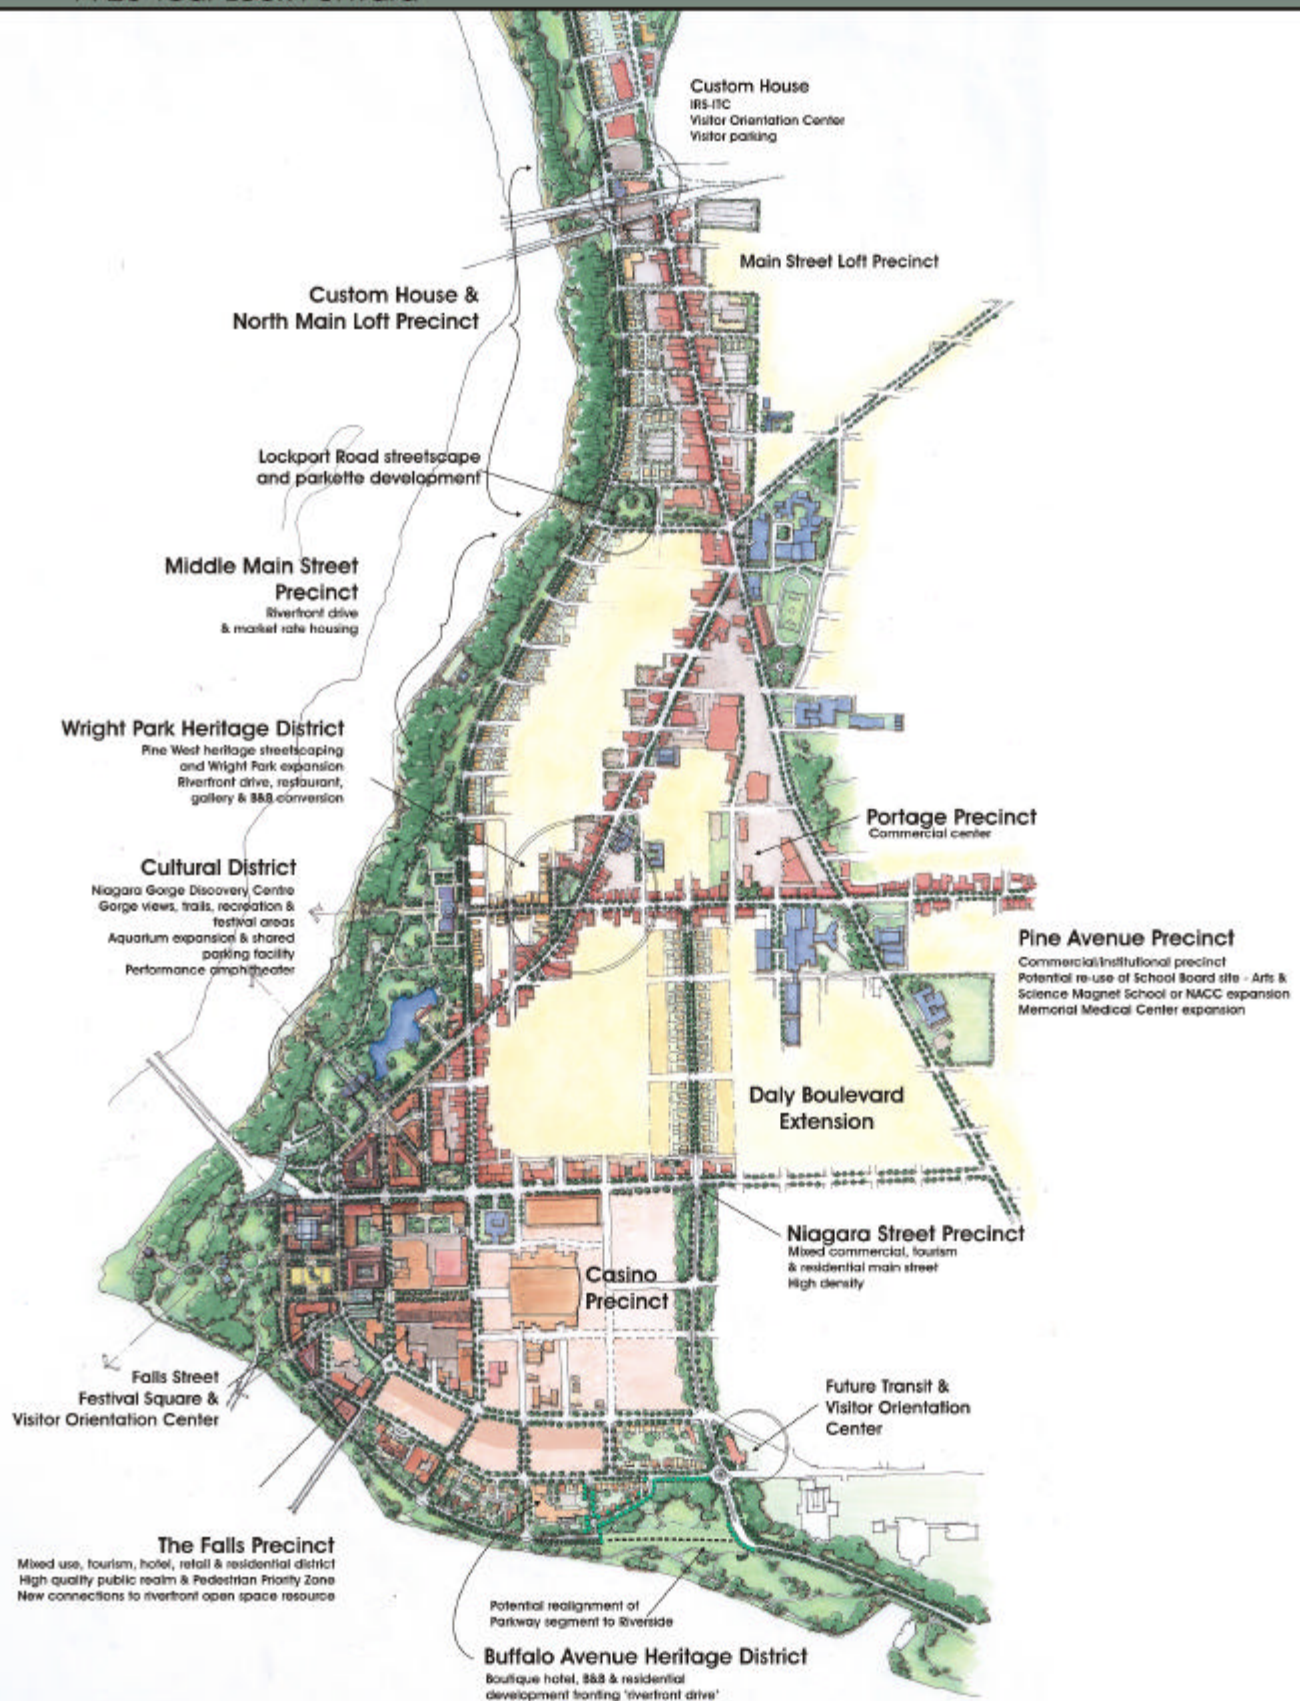 Custom House
IRS-ITC
Visitor Orientation Center
Visitor parking
Main Street Loft Precinct
Custom House &
North Main Loft Precinct
Lockport Road streetscape
and parkette development
Middle Main Street
Precinct
Riverfront drive
& market rate housing
Wright Park Heritage District
Pine West heritage streetscaping
and Wright Park expansion
Riverfront drive, restaurant,
gallery & B&B conversion
Portage Precinct
Commercial center
Cultural District
Niagara Gorge Discovery Centre
Gorge views, trails, recreation &
festival areas
Aquarium expansion & shared
parking facility
Performance amphitheater
Pine Avenue Precinct
Commercial/institutional precinct
Potential re-use of School Board site - Arts &
Science Magnet School or NACC expansion
Memorial Medical Center expansion
Daly Boulevard
Extension
Niagara Street Precinct
Mixed commercial, tourism
& residential main street
High density
Casino
Precinct
Falls Street
Festival Square &
Visitor Orientation Center
Future Transit &
Visitor Orientation
Center
The Falls Precinct
Mixed use, tourism, hotel, retail & residential district
High quality public realm & Pedestrian Priority Zone
New connections to riverfront open space resource
Potential realignment of
Parkway segment to Riverside
Buffalo Avenue Heritage District
Boutique hotel, B&B & residential
development fronting 'riverfront drive'